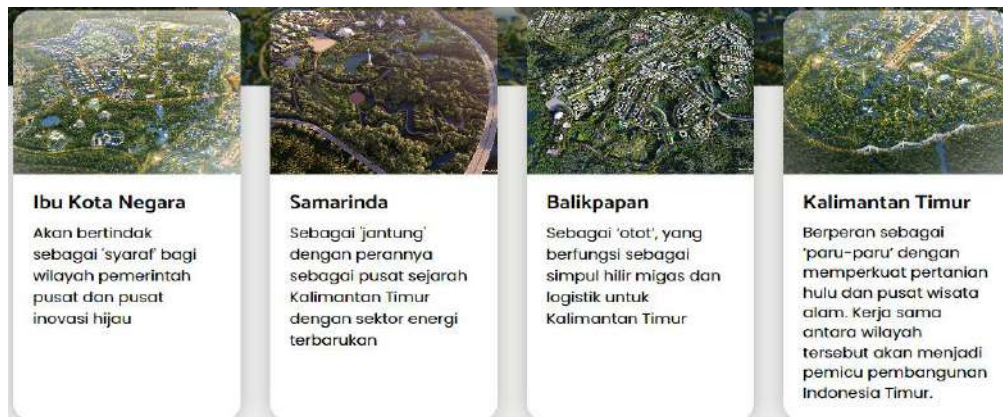 Ibu Kota Negara
Akan bertindak
sebagai 'syaraf' bagi
wilayah pemerintah
pusat dan pusat
inovasi hijau
Samarinda
Sebagai 'jantung'
dengan perannya
sebagai pusat sejarah
Kalimantan Timur
dengan sektor energi
terbarukan
Balikpapan
Sebagai 'otot', yang
berfungsi sebagai
simpul hilir migas dan
logistik untuk
Kalimantan Timur
Kalimantan Timur
Berperan sebagai
'paru-paru' dengan
memperkuat pertanian
hulu dan pusat wisata
alam. Kerja sama
antara wilayah
tersebut akan menjadi
pemicu pembangunan
Indonesia Timur.